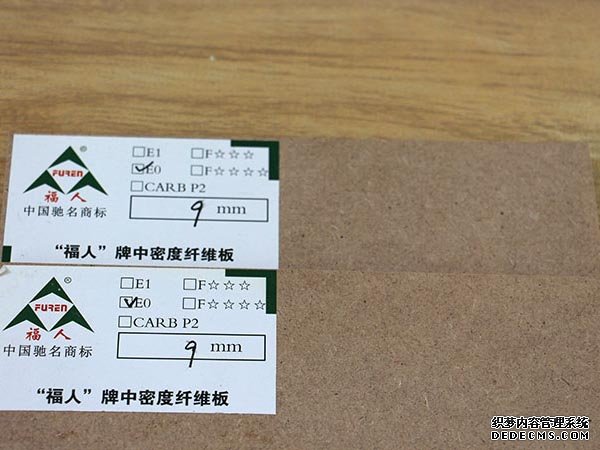 ®
□E1 □F☆☆☆
FUREN ☑E0 □F☆☆☆☆
福人 □CARB P2
中国驰名商标 9 mm
“福人”牌中密度纤维板
®
□E1 □F☆☆☆
FUREN ☑E0 □F☆☆☆☆
福人 □CARB P2
中国驰名商标 9 mm
“福人”牌中密度纤维板
织梦内容管理系统
DEDECMS.COM